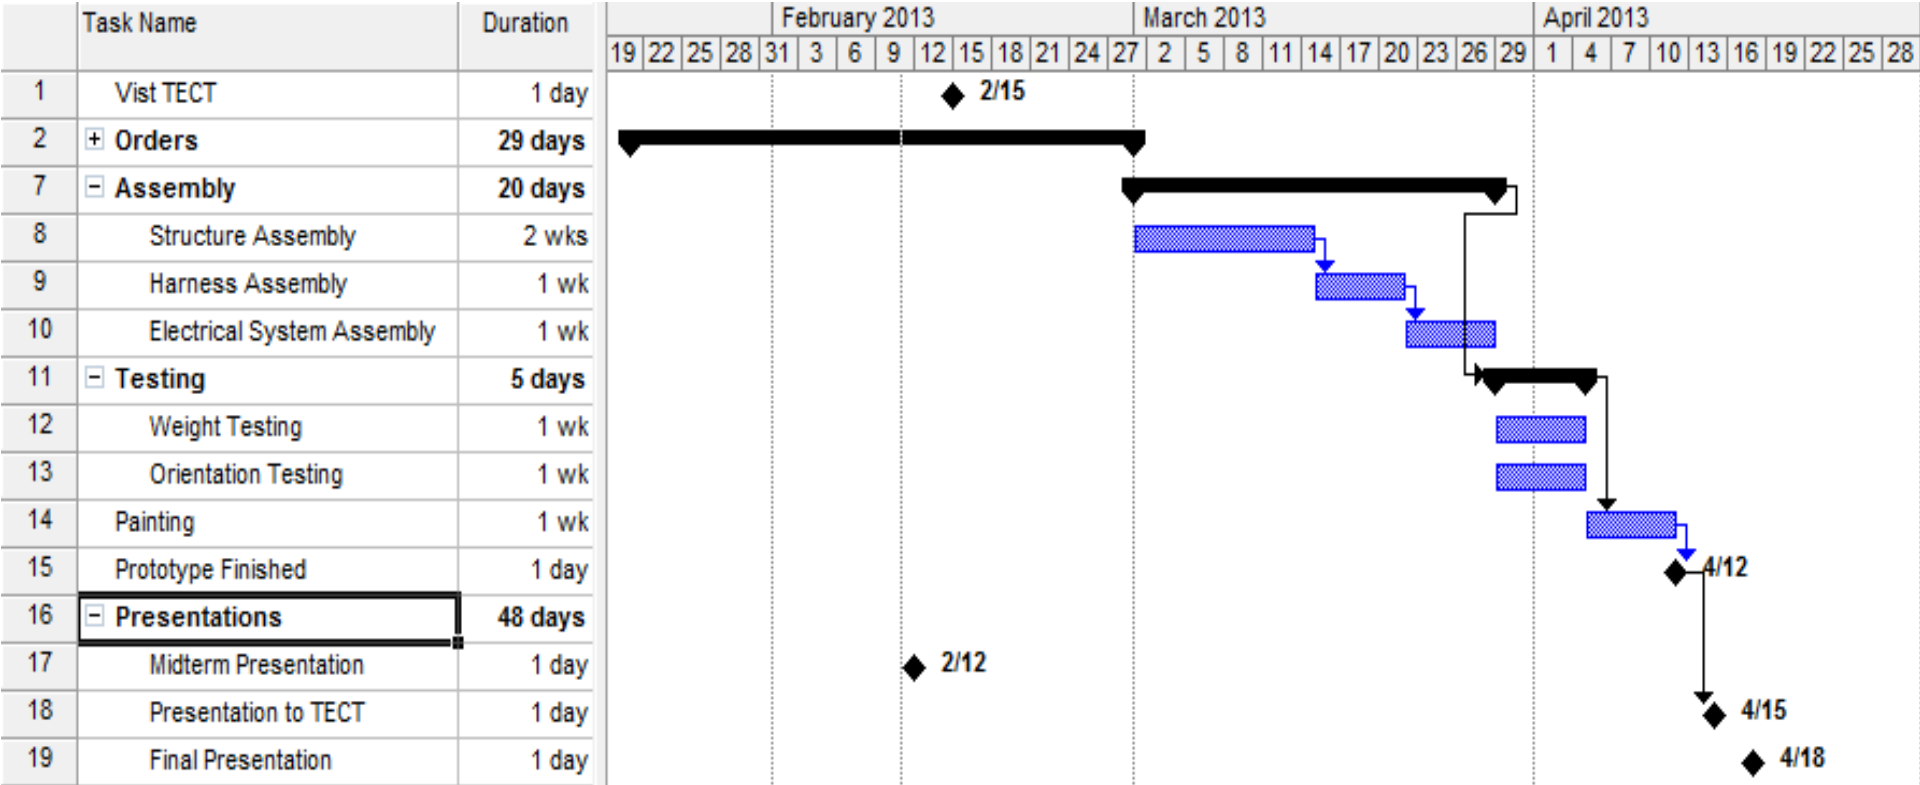 Task Name Duration February 2013 March 2013 April 2013
19 22 25 28 31 3 6 9 12 15 18 21 24 27 2 5 8 11 14 17 20 23 26 29 1 4 7 10 13 16 19 22 25 28
1 Vist TECT 1 day 2/15
2 Orders 29 days
7 Assembly 20 days
8 Structure Assembly 2 wks
9 Harness Assembly 1 wk
10 Electrical System Assembly 1 wk
11 Testing 5 days
12 Weight Testing 1 wk
13 Orientation Testing 1 wk
14 Painting 1 wk
15 Prototype Finished 1 day 4/12
16 Presentations 48 days
17 Midterm Presentation 1 day 2/12
18 Presentation to TECT 1 day 4/15
19 Final Presentation 1 day 4/18